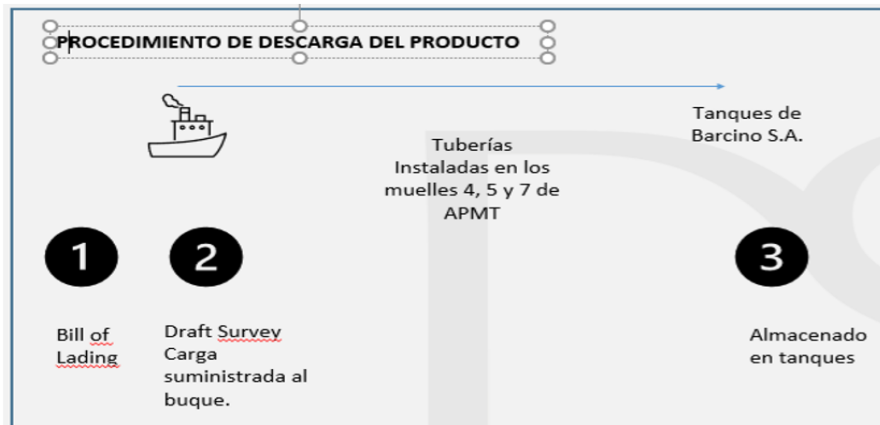 PROCEDIMIENTO DE DESCARGA DEL PRODUCTO
Tanques de
Barcino S.A.
Tuberías
Instaladas en los
muelles 4, 5 y 7 de
APMT
1
2
3
Bill of
Lading
Draft Survey
Carga
suministrada al
buque.
Almacenado
en tanques